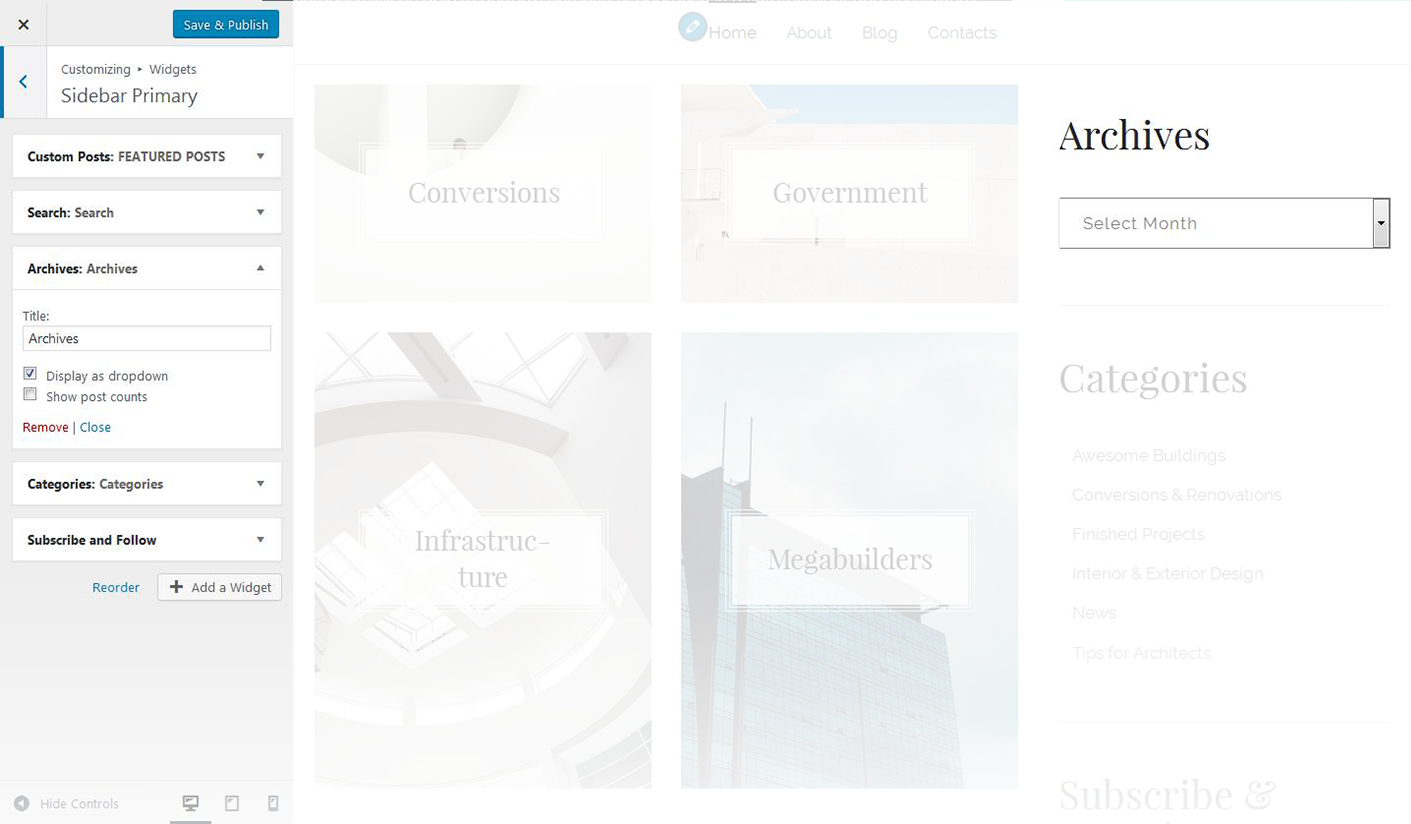 Save & Publish
Customizing ▸ Widgets
Sidebar Primary
Custom Posts: FEATURED POSTS
Search: Search
Archives: Archives
Title:
Archives
Display as dropdown
Show post counts
Remove | Close
Categories: Categories
Subscribe and Follow
Reorder
Add a Widget
Hide Controls
Home About Blog Contacts
Conversions
Government
Infrastruc-
ture
Megabuilders
Archives
Select Month
Categories
Awesome Buildings
Conversions & Renovations
Finished Projects
Interior & Exterior Design
News
Tips for Architects
Subscribe &